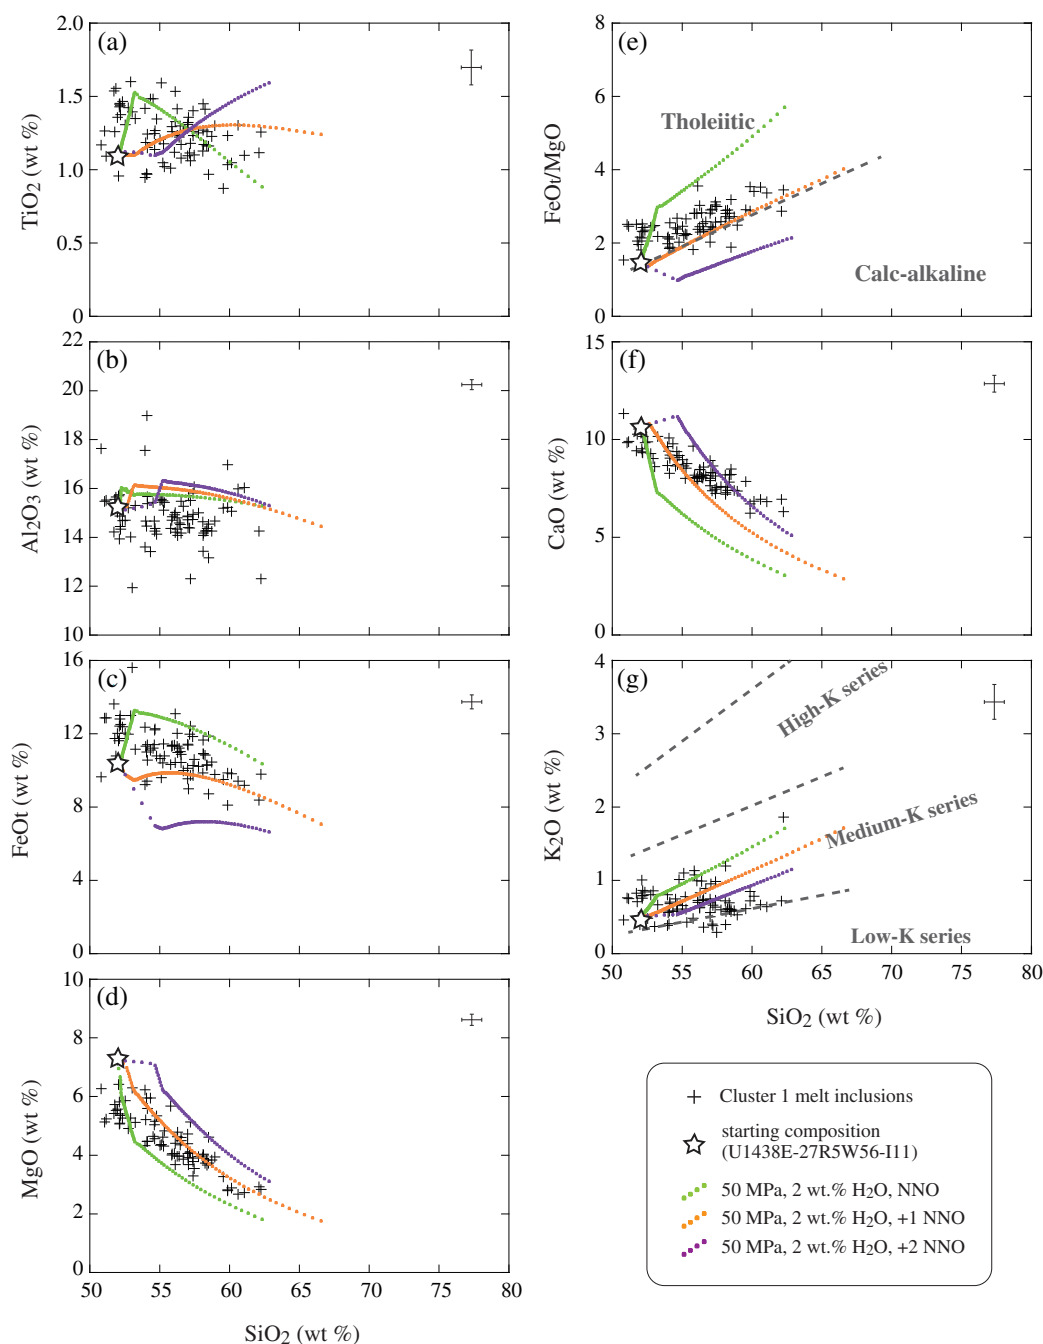 (a)
TiO₂ (wt %)
2.0
1.5
1.0
0.5
0
(b)
Al₂O₃ (wt %)
22
20
18
16
14
12
10
(c)
FeOt (wt %)
16
12
8
4
0
(d)
MgO (wt %)
10
8
6
4
2
0
50 55 60 65 70 75 80
SiO₂ (wt %)
(e)
FeOt/MgO
8
6
4
2
0
Tholeiitic
Calc-alkaline
(f)
CaO (wt %)
15
10
5
0
(g)
K₂O (wt %)
4
3
2
1
0
High-K series
Medium-K series
Low-K series
50 55 60 65 70 75 80
SiO₂ (wt %)
Cluster 1 melt inclusions
starting composition
(U1438E-27R5W56-I11)
50 MPa, 2 wt.% H₂O, NNO
50 MPa, 2 wt.% H₂O, +1 NNO
50 MPa, 2 wt.% H₂O, +2 NNO